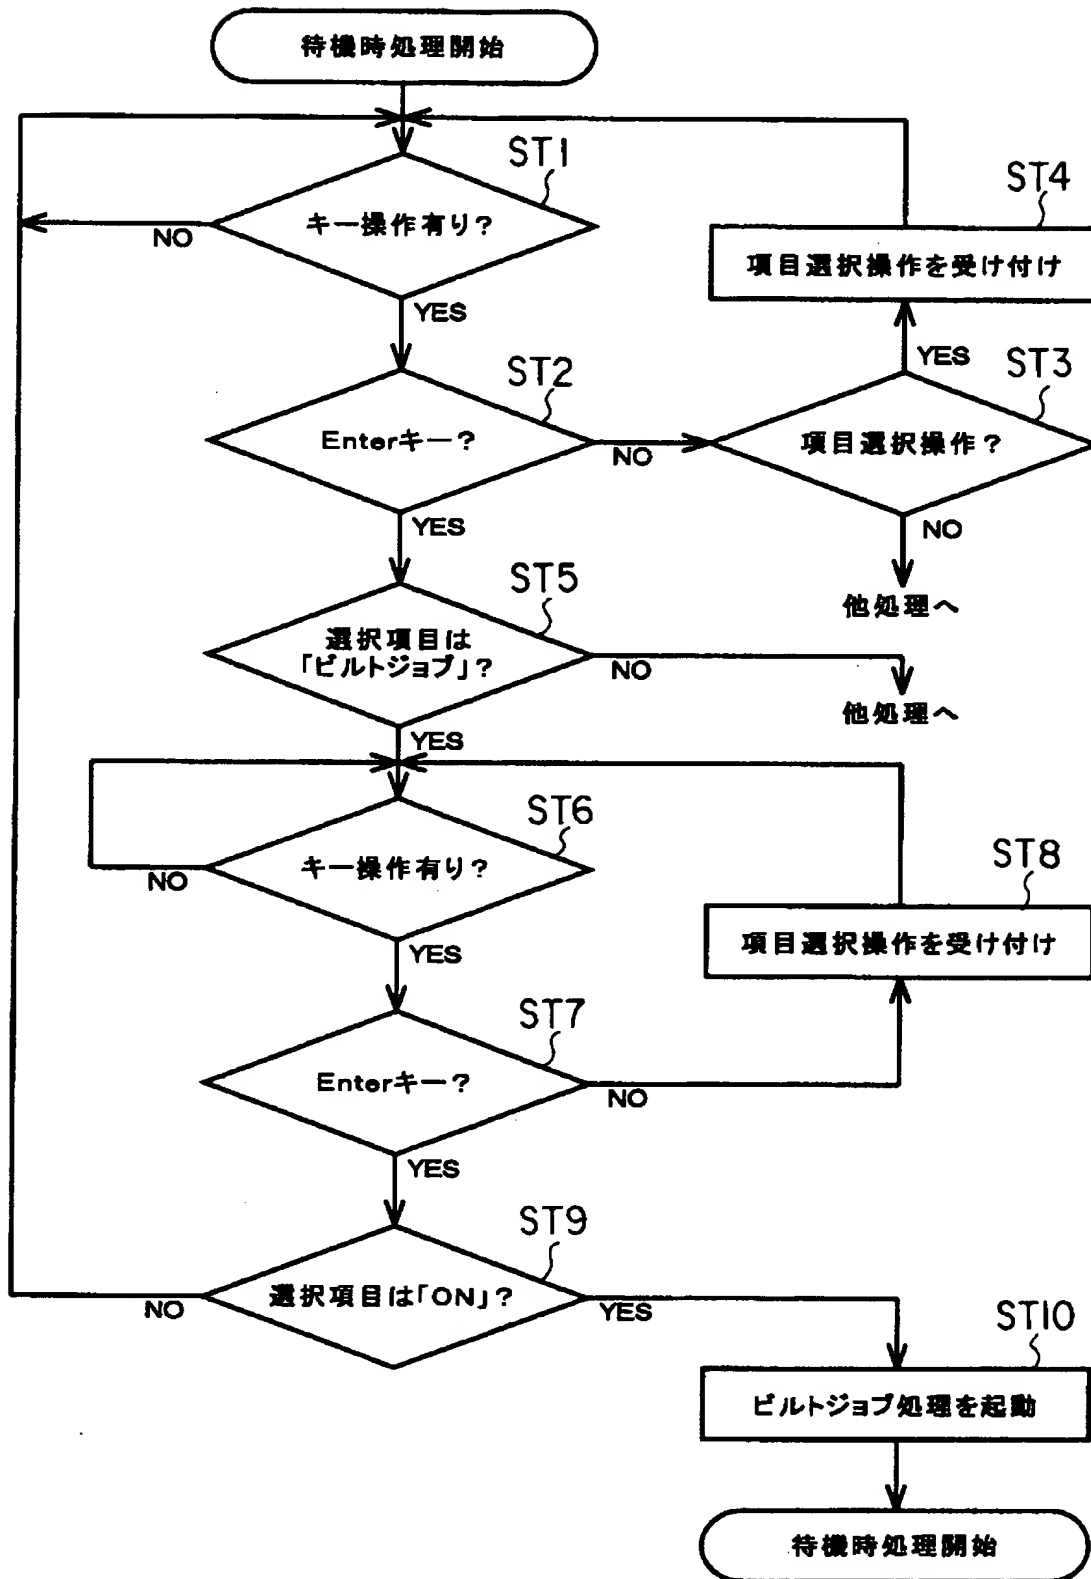 待機時処理開始
ST1
キー操作有り?
NO
YES
ST4
項目選択操作を受け付け
YES
ST2
Enterキー?
NO
YES
ST3
項目選択操作?
NO
他処理へ
ST5
選択項目は
「ビルトジョブ」?
NO
他処理へ
YES
ST6
キー操作有り?
NO
YES
ST8
項目選択操作を受け付け
ST7
Enterキー?
NO
YES
ST9
選択項目は「ON」?
NO
YES
ST10
ビルトジョブ処理を起動
待機時処理開始